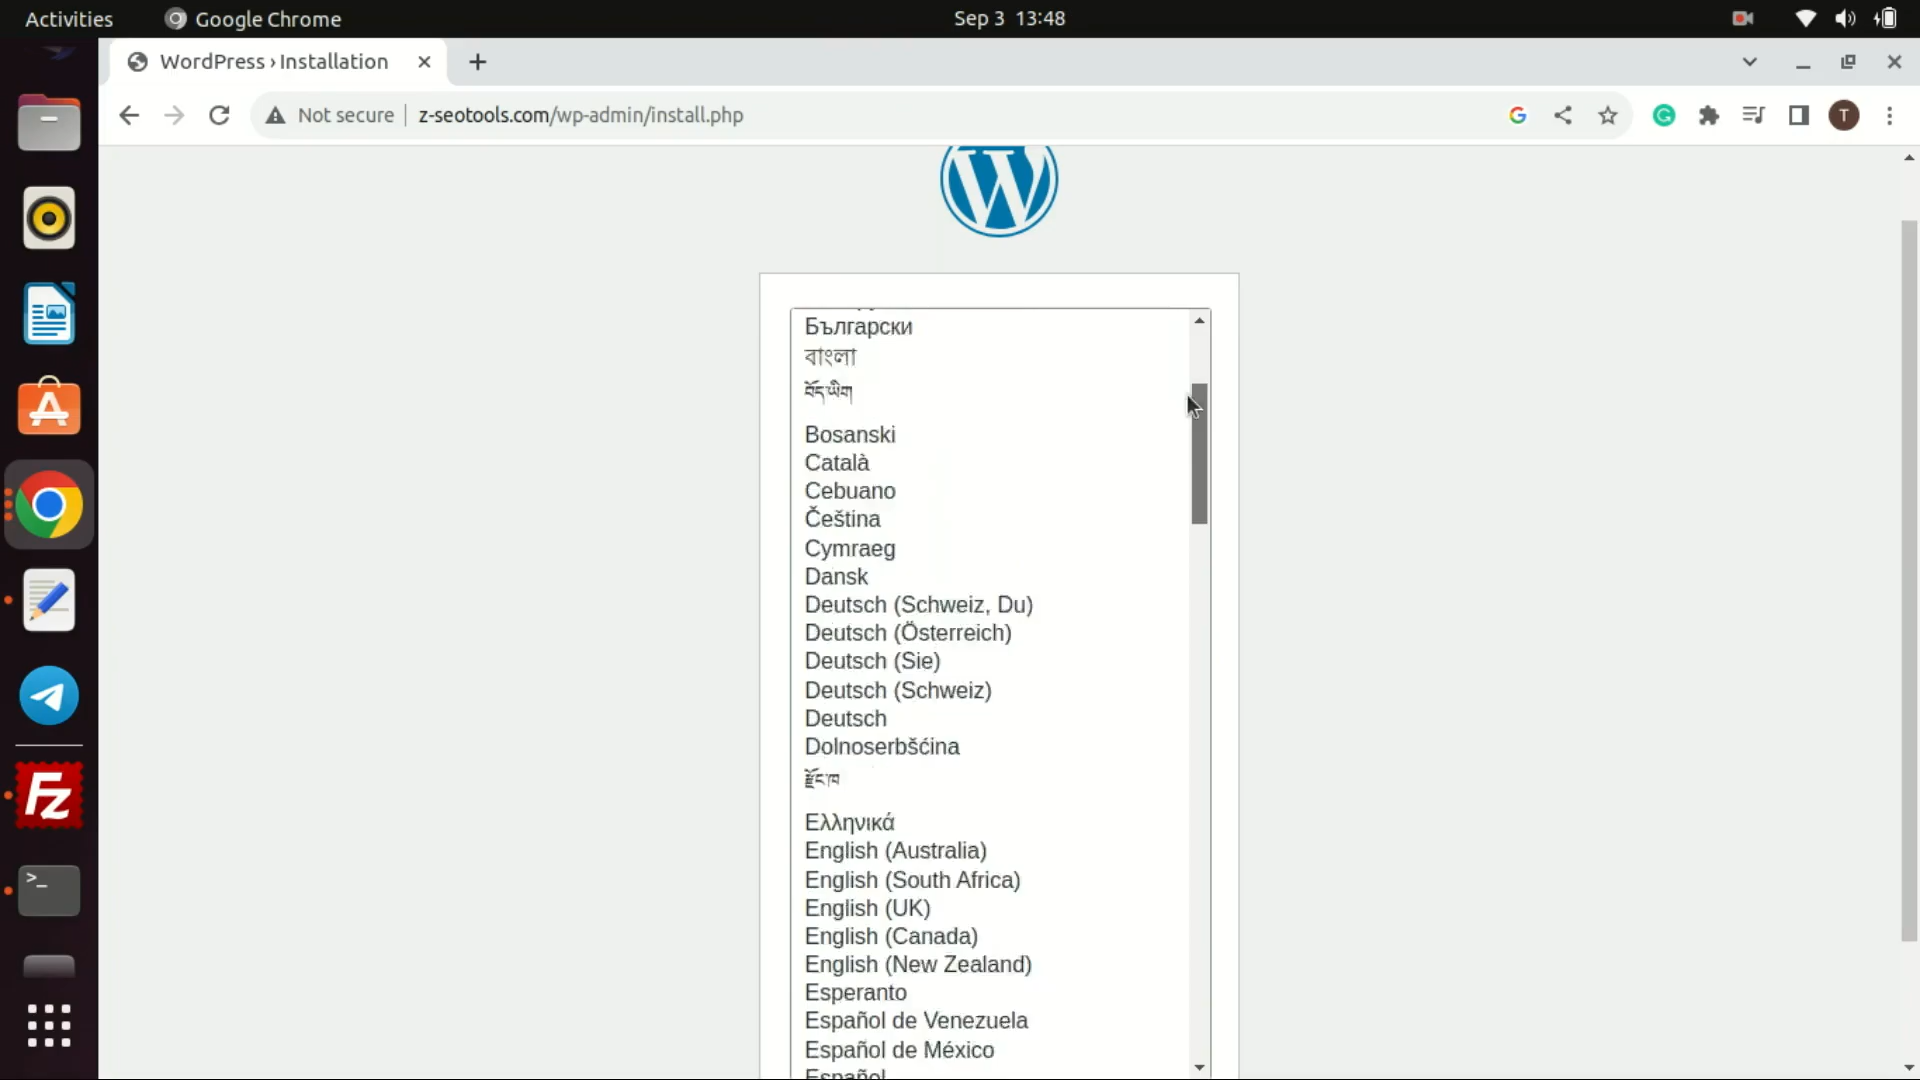 Activities
Google Chrome
Sep 3 13:48
WordPress › Installation
Not secure
z-seotools.com/wp-admin/install.php
T
Български
বাংলা
བོད་ཡིག
Bosanski
Català
Cebuano
Čeština
Cymraeg
Dansk
Deutsch (Schweiz, Du)
Deutsch (Österreich)
Deutsch (Sie)
Deutsch (Schweiz)
Deutsch
Dolnoserbšćina
རྫོང་ཁ
Ελληνικά
English (Australia)
English (South Africa)
English (UK)
English (Canada)
English (New Zealand)
Esperanto
Español de Venezuela
Español de México
Español